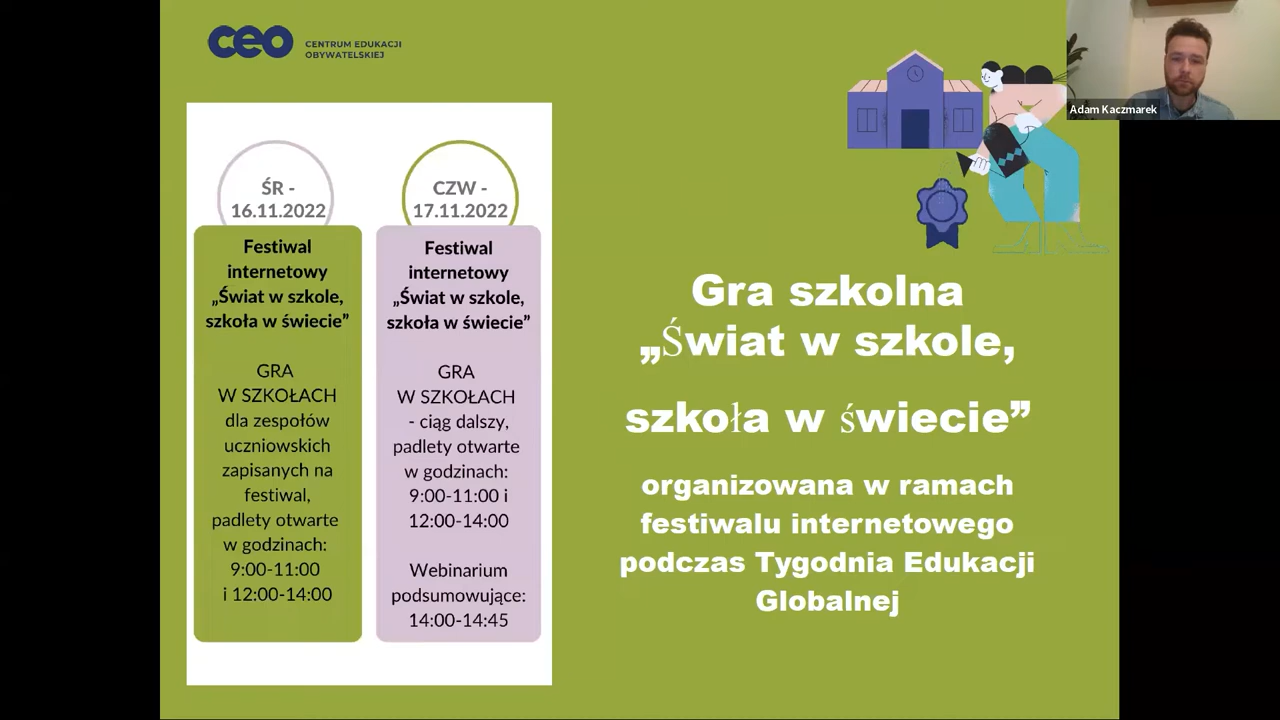 ceo
CENTRUM EDUKACJI
OBYWATELSKIEJ
Adam Kaczmarek
ŚR -
16.11.2022
Festiwal
internetowy
„Świat w szkole,
szkoła w świecie”
GRA
W SZKOŁACH
dla zespołów
uczniowskich
zapisanych na
festiwal,
padlety otwarte
w godzinach:
9:00-11:00
i 12:00-14:00
CZW -
17.11.2022
Festiwal
internetowy
„Świat w szkole,
szkoła w świecie”
GRA
W SZKOŁACH
- ciąg dalszy,
padlety otwarte
w godzinach:
9:00-11:00 i
12:00-14:00
Webinarium
podsumowujące:
14:00-14:45
Gra szkolna
„Świat w szkole,
szkoła w świecie”
organizowana w ramach
festiwalu internetowego
podczas Tygodnia Edukacji
Globalnej